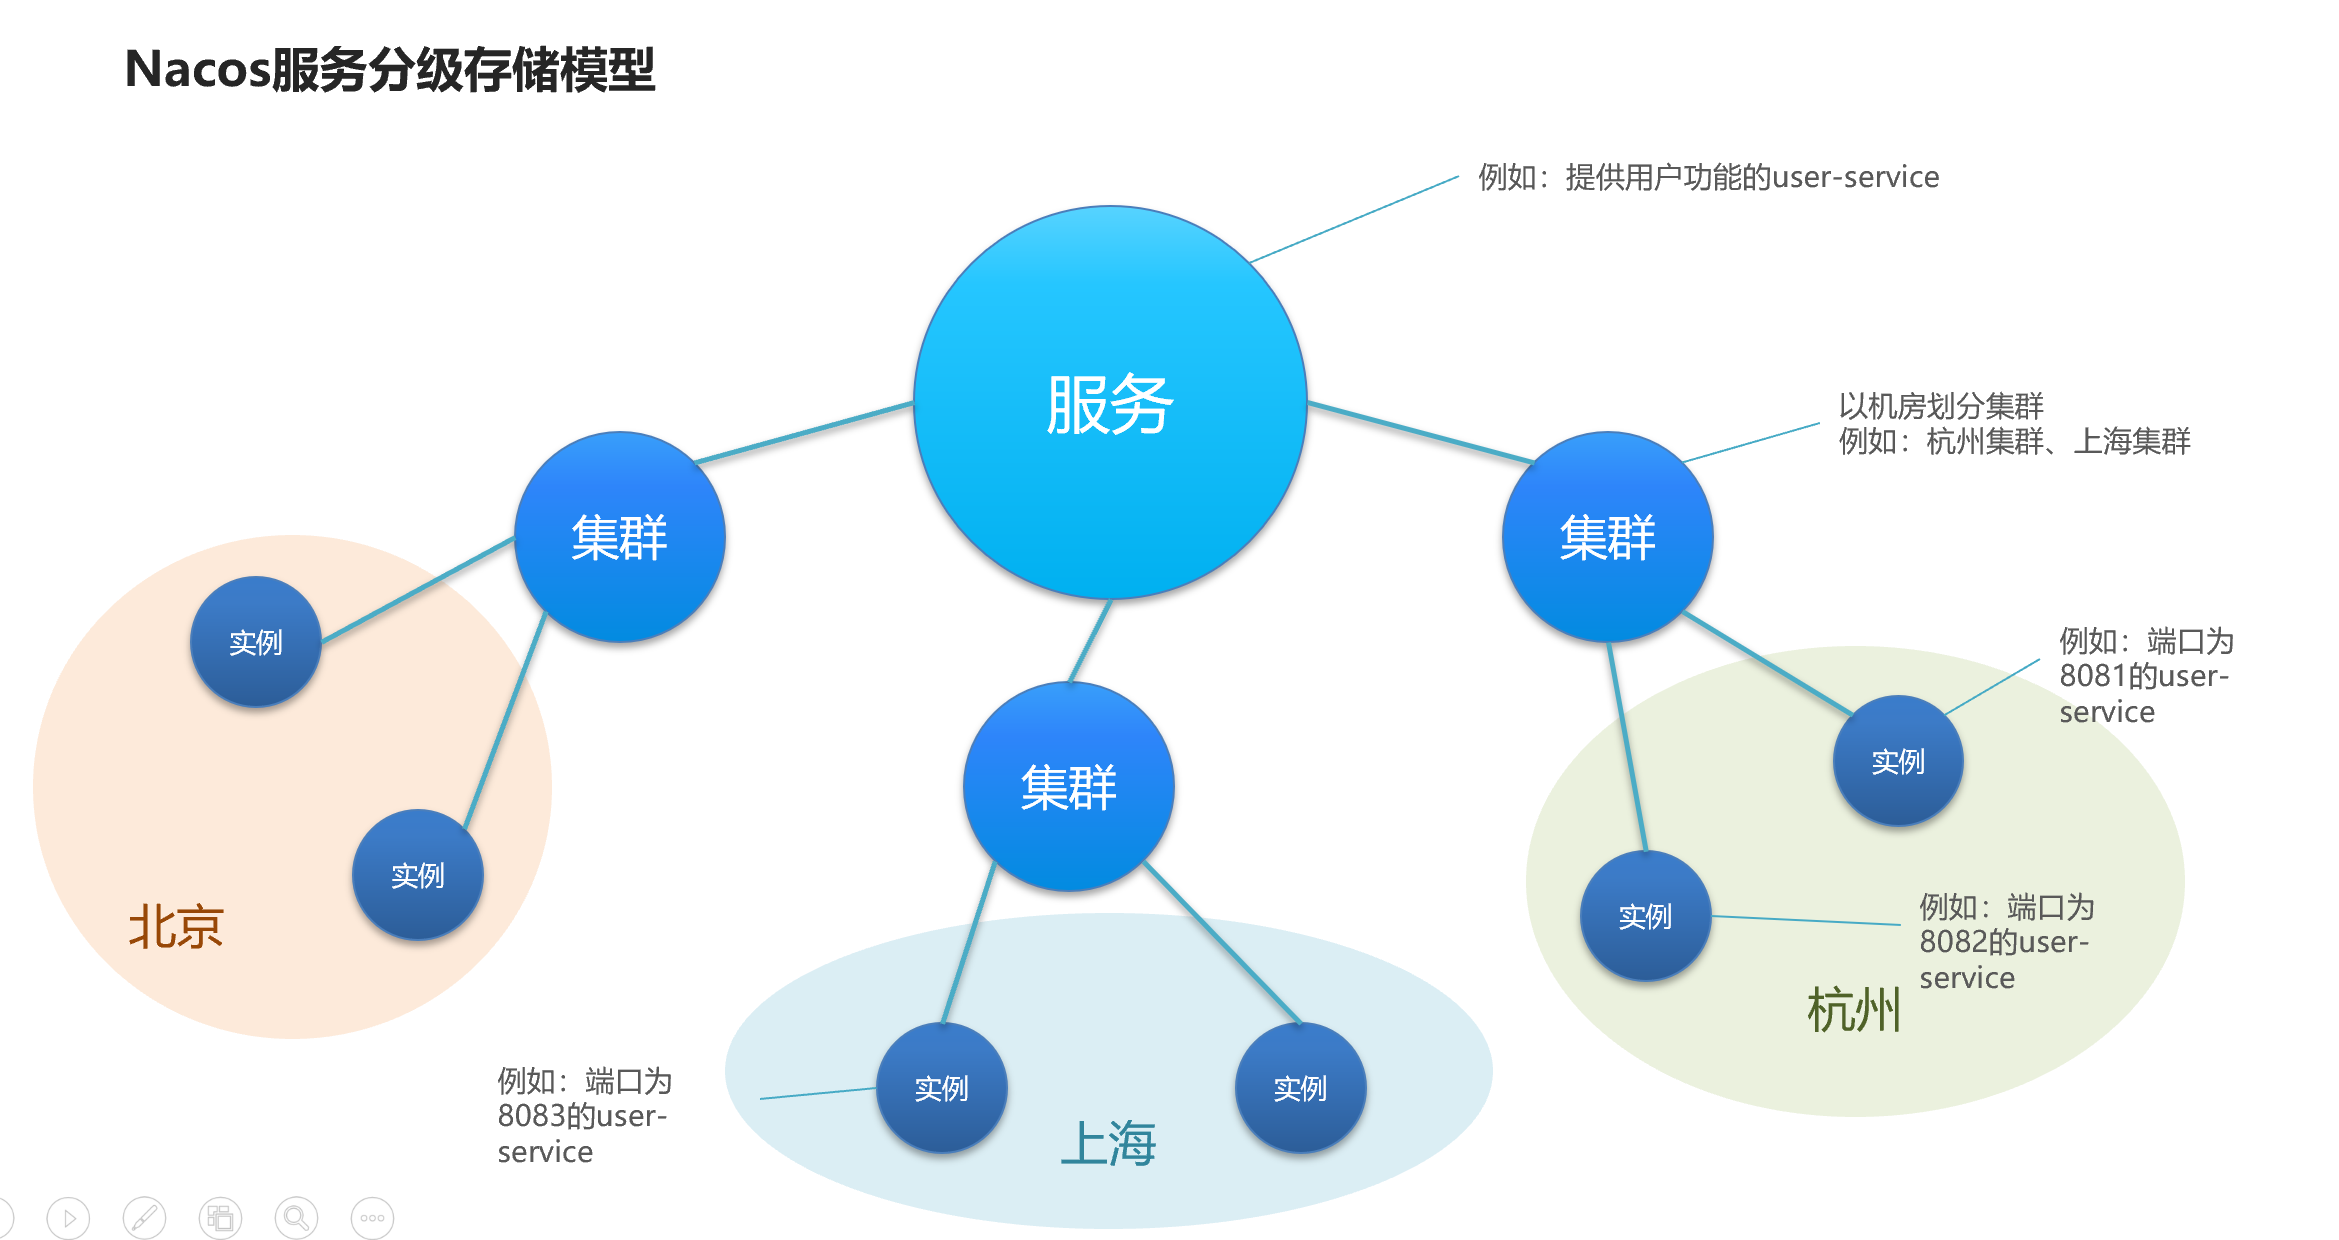 Nacos服务分级存储模型
例如：提供用户功能的user-service
服务
以机房划分集群
例如：杭州集群、上海集群
集群
集群
实例
例如：端口为
8081的user-
service
实例
集群
实例
实例
例如：端口为
8082的user-
service
北京
杭州
例如：端口为
8083的user-
service
实例
实例
上海